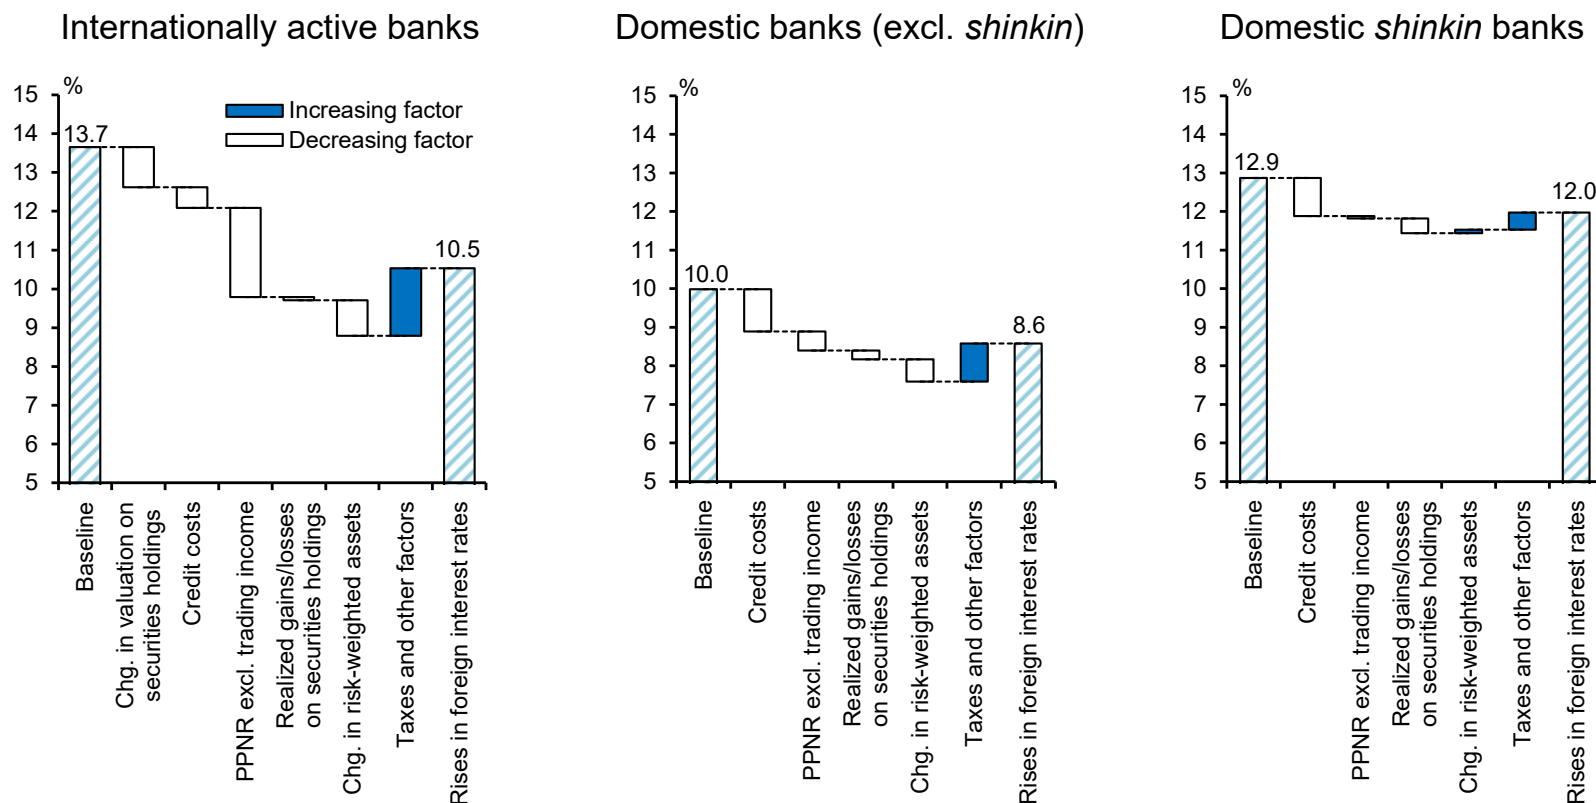 Internationally active banks
%
15
14
13
12
11
10
9
8
7
6
5
Increasing factor
Decreasing factor
13.7
10.5
Baseline
Chg. in valuation on
securities holdings
Credit costs
PPNR excl. trading income
Realized gains/losses
on securities holdings
Chg. in risk-weighted assets
Taxes and other factors
Rises in foreign interest rates
Domestic banks (excl. shinkin)
%
15
14
13
12
11
10
9
8
7
6
5
10.0
8.6
Baseline
Credit costs
PPNR excl. trading income
Realized gains/losses
on securities holdings
Chg. in risk-weighted assets
Taxes and other factors
Rises in foreign interest rates
Domestic shinkin banks
%
15
14
13
12
11
10
9
8
7
6
5
12.9
12.0
Baseline
Credit costs
PPNR excl. trading income
Realized gains/losses
on securities holdings
Chg. in risk-weighted assets
Taxes and other factors
Rises in foreign interest rates